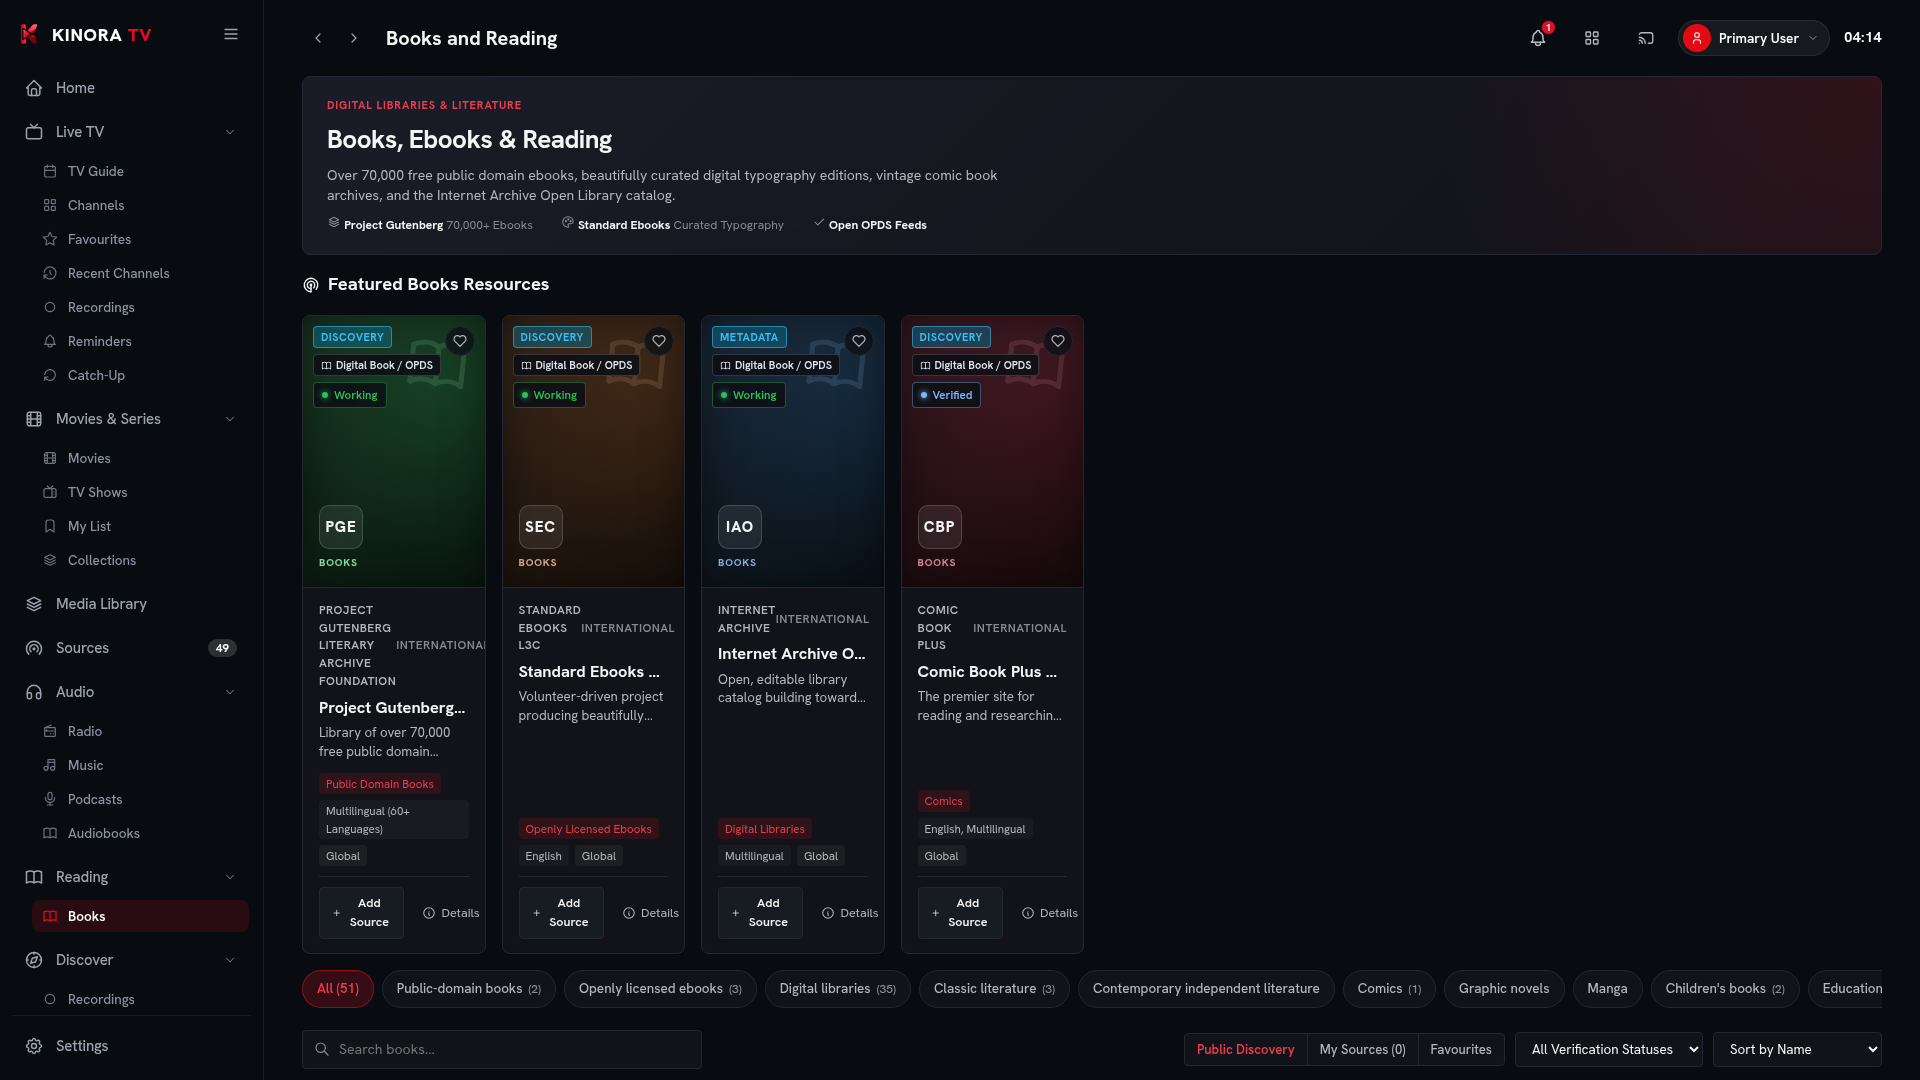 KINORA TV
Home
Live TV
TV Guide
Channels
Favourites
Recent Channels
Recordings
Reminders
Catch-Up
Movies & Series
Movies
TV Shows
My List
Collections
Media Library
Sources 49
Audio
Radio
Music
Podcasts
Audiobooks
Reading
Books
Discover
Recordings
Settings
Books and Reading
1
Primary User
04:14
DIGITAL LIBRARIES & LITERATURE
Books, Ebooks & Reading
Over 70,000 free public domain ebooks, beautifully curated digital typography editions, vintage comic book
archives, and the Internet Archive Open Library catalog.
Project Gutenberg 70,000+ Ebooks Standard Ebooks Curated Typography Open OPDS Feeds
Featured Books Resources
DISCOVERY
Digital Book / OPDS
Working
PGE
BOOKS
PROJECT
GUTENBERG
LITERARY INTERNATIONAL
ARCHIVE
FOUNDATION
Project Gutenberg...
Library of over 70,000
free public domain...
Public Domain Books
Multilingual (60+
Languages)
Global
Add
Source
Details
DISCOVERY
Digital Book / OPDS
Working
SEC
BOOKS
STANDARD
EBOOKS INTERNATIONAL
L3C
Standard Ebooks ...
Volunteer-driven project
producing beautifully...
Openly Licensed Ebooks
English Global
Add
Source
Details
METADATA
Digital Book / OPDS
Working
IAO
BOOKS
INTERNET
ARCHIVE
INTERNATIONAL
Internet Archive O...
Open, editable library
catalog building toward...
Digital Libraries
Multilingual Global
Add
Source
Details
DISCOVERY
Digital Book / OPDS
Verified
CBP
BOOKS
COMIC
BOOK INTERNATIONAL
PLUS
Comic Book Plus ...
The premier site for
reading and researchin...
Comics
English, Multilingual
Global
Add
Source
Details
All (51) Public-domain books (2) Openly licensed ebooks (3) Digital libraries (35) Classic literature (3) Contemporary independent literature Comics (1) Graphic novels Manga Children's books (2) Education
Search books...
Public Discovery My Sources (0) Favourites All Verification Statuses Sort by Name